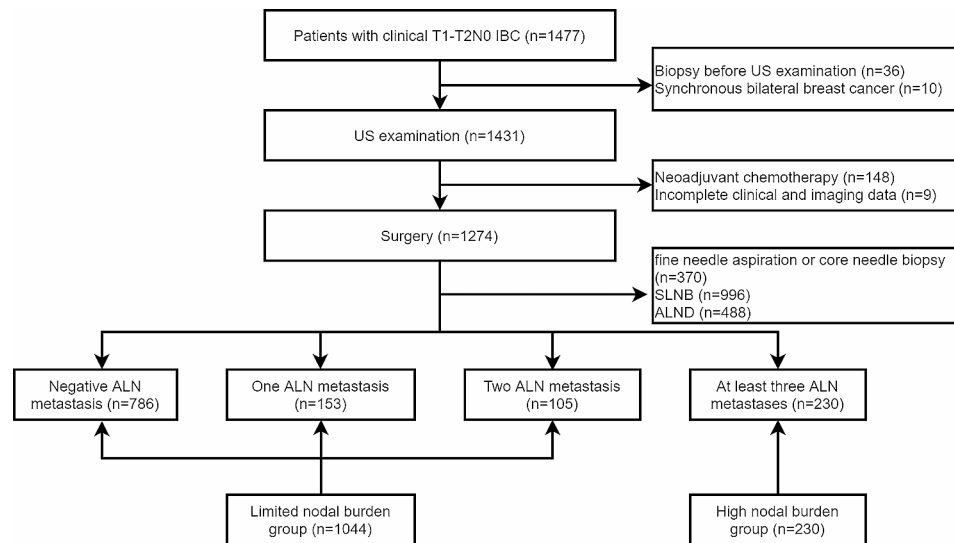 Patients with clinical T1-T2N0 IBC (n=1477)
Biopsy before US examination (n=36)
Synchronous bilateral breast cancer (n=10)
US examination (n=1431)
Neoadjuvant chemotherapy (n=148)
Incomplete clinical and imaging data (n=9)
Surgery (n=1274)
fine needle aspiration or core needle biopsy
(n=370)
SLNB (n=996)
ALND (n=488)
Negative ALN
metastasis (n=786)
One ALN metastasis
(n=153)
Two ALN metastasis
(n=105)
At least three ALN
metastases (n=230)
Limited nodal burden
group (n=1044)
High nodal burden
group (n=230)